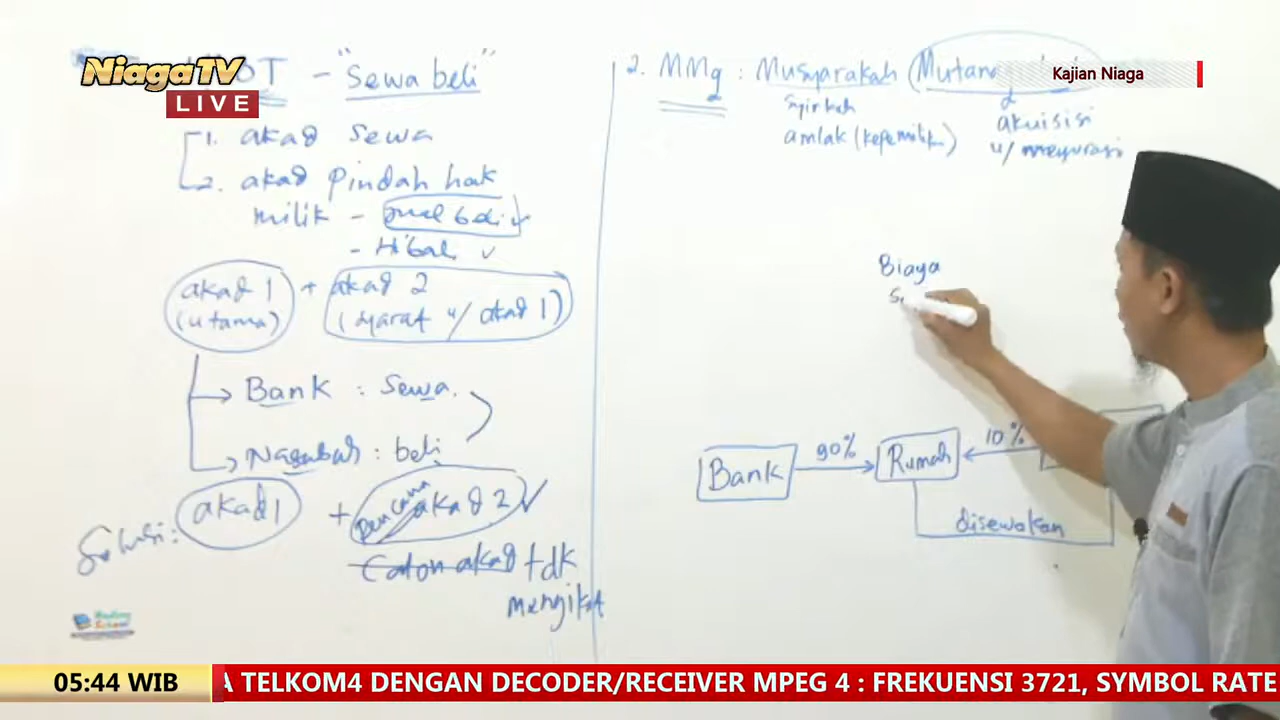 NiagaTV
LIVE
Kajian Niaga
- "Sewa beli"
1. akad sewa
2. akad pindah hak
milik - jual beli
- Hibah
akad 1 + akad 2
(utama) (syarat u/ akad 1)
Bank : Sewa.
Nasabah : beli
Solusi: akad 1 + Rencana akad 2
Calon akad tdk
mengikat
2. MMq : Musyarakah
syirkah
amlak (kepemilikan)
akuisisi
u/
Biaya
Bank 90% Rumah 10%
disewakan
05:44 WIB
A TELKOM4 DENGAN DECODER/RECEIVER MPEG 4 : FREKUENSI 3721, SYMBOL RATE